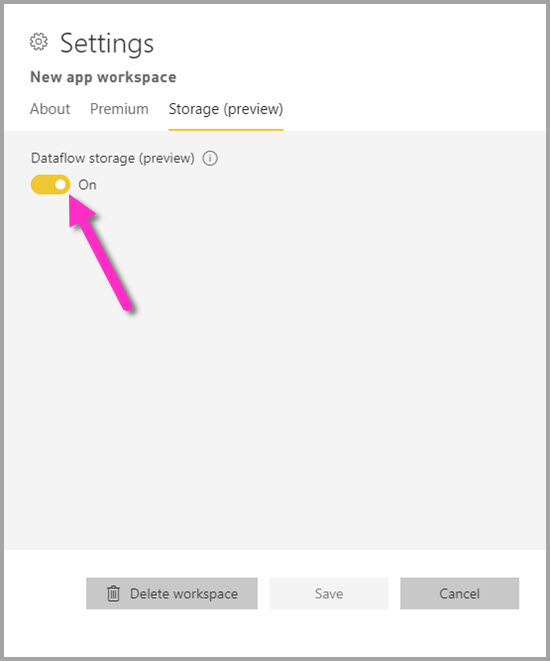 Settings
New app workspace
About Premium Storage (preview)
Dataflow storage (preview)
On
Delete workspace Save Cancel